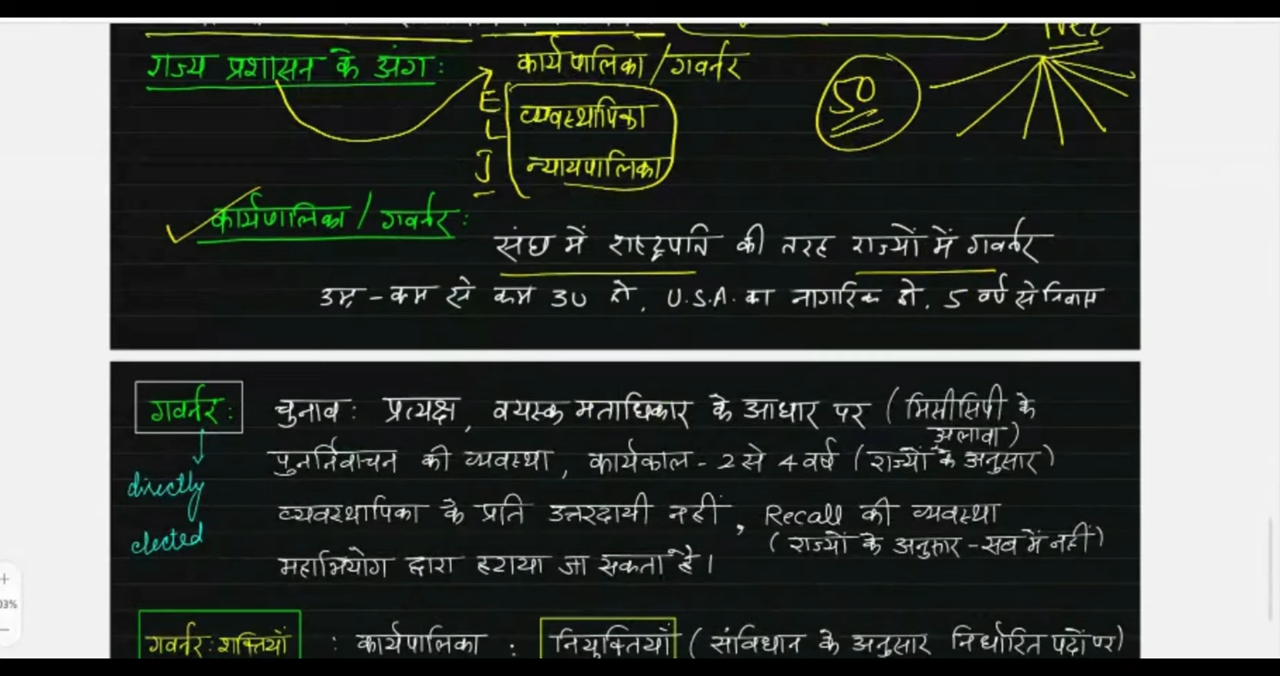 राज्य प्रशासन के अंग: कार्यपालिका / गवर्नर
50
E व्यवस्थापिका
L
J न्यायपालिका
कार्यपालिका / गवर्नर:
संघ में राष्ट्रपति की तरह राज्यों में गवर्नर
उम्र - कम से कम 30 हो, U.S.A. का नागरिक हो, 5 वर्ष से निवास
गवर्नर: चुनाव: प्रत्यक्ष, वयस्क मताधिकार के आधार पर (मिसीसिपी के
अलावा)
पुनर्निवाचन की व्यवस्था, कार्यकाल - 2 से 4 वर्ष (राज्यों के अनुसार)
directly
व्यवस्थापिका के प्रति उत्तरदायी नहीं, Recall की व्यवस्था
elected
(राज्यों के अनुसार - सब में नहीं)
महाभियोग द्वारा हटाया जा सकता है।
गवर्नर: शक्तियाँ : कार्यपालिका . नियुक्तियाँ (संविधान के अनुसार निर्धारित पदों पर)